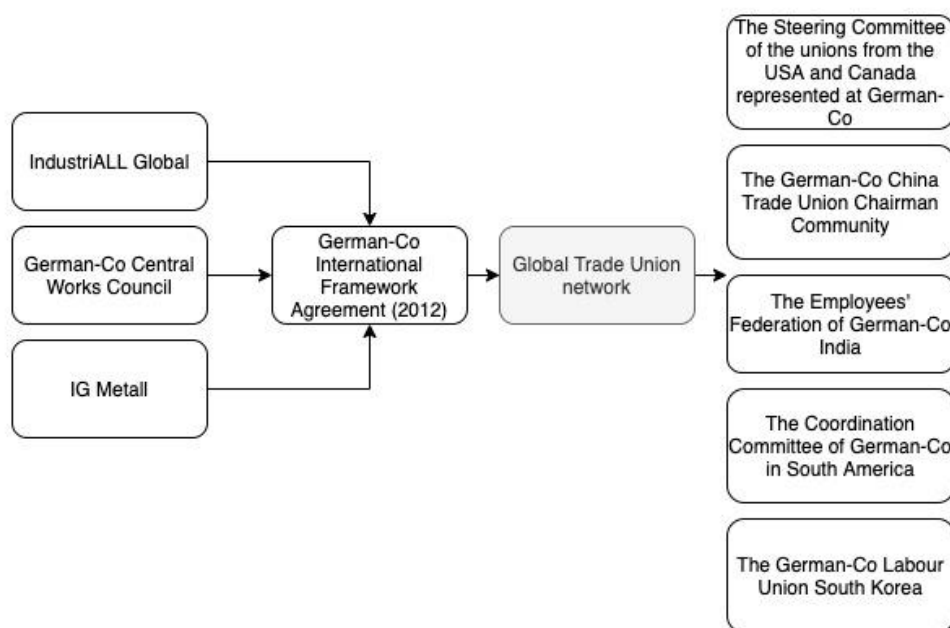 IndustriALL Global
German-Co Central
Works Council
IG Metall
German-Co
International
Framework
Agreement (2012)
Global Trade Union
network
The Steering Committee
of the unions from the
USA and Canada
represented at German-
Co
The German-Co China
Trade Union Chairman
Community
The Employees'
Federation of German-Co
India
The Coordination
Committee of German-Co
in South America
The German-Co Labour
Union South Korea